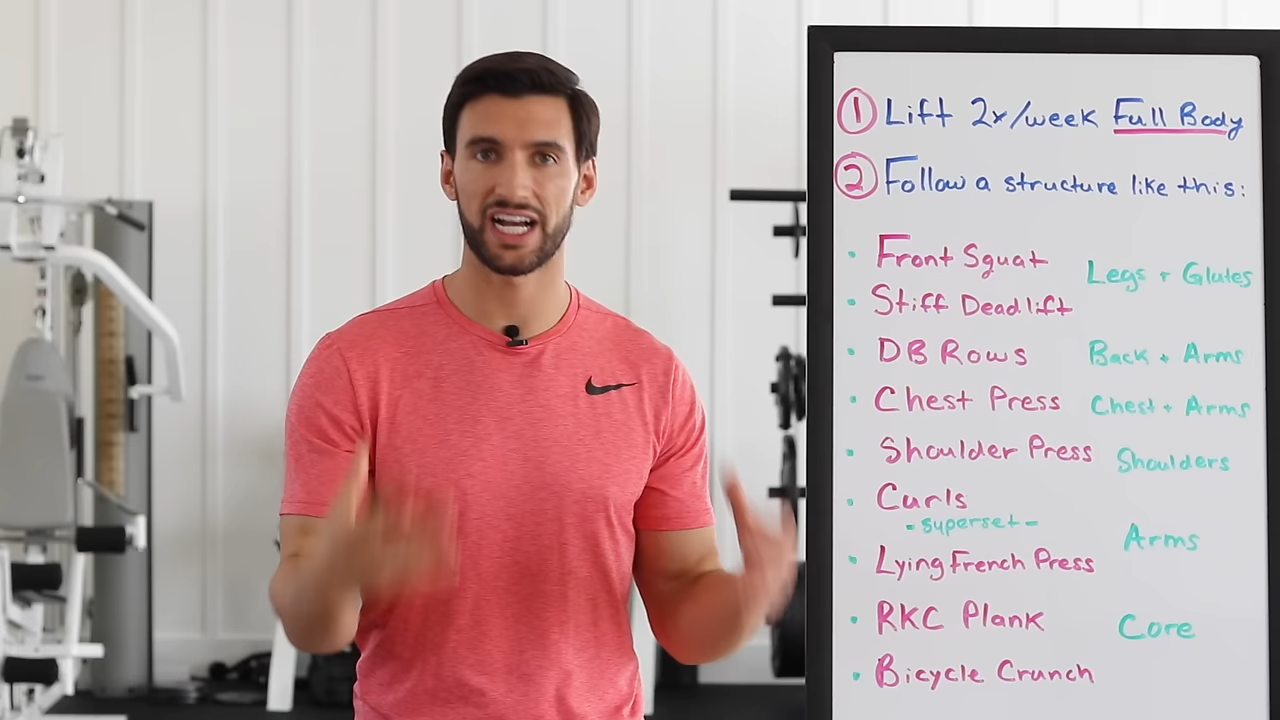 1 Lift 2x/week Full Body
2 Follow a structure like this:
• Front Squat
Legs + Glutes
• Stiff Deadlift
• DB Rows Back + Arms
• Chest Press Chest + Arms
• Shoulder Press Shoulders
• Curls
- superset -
Arms
• Lying French Press
• RKC Plank Core
• Bicycle Crunch